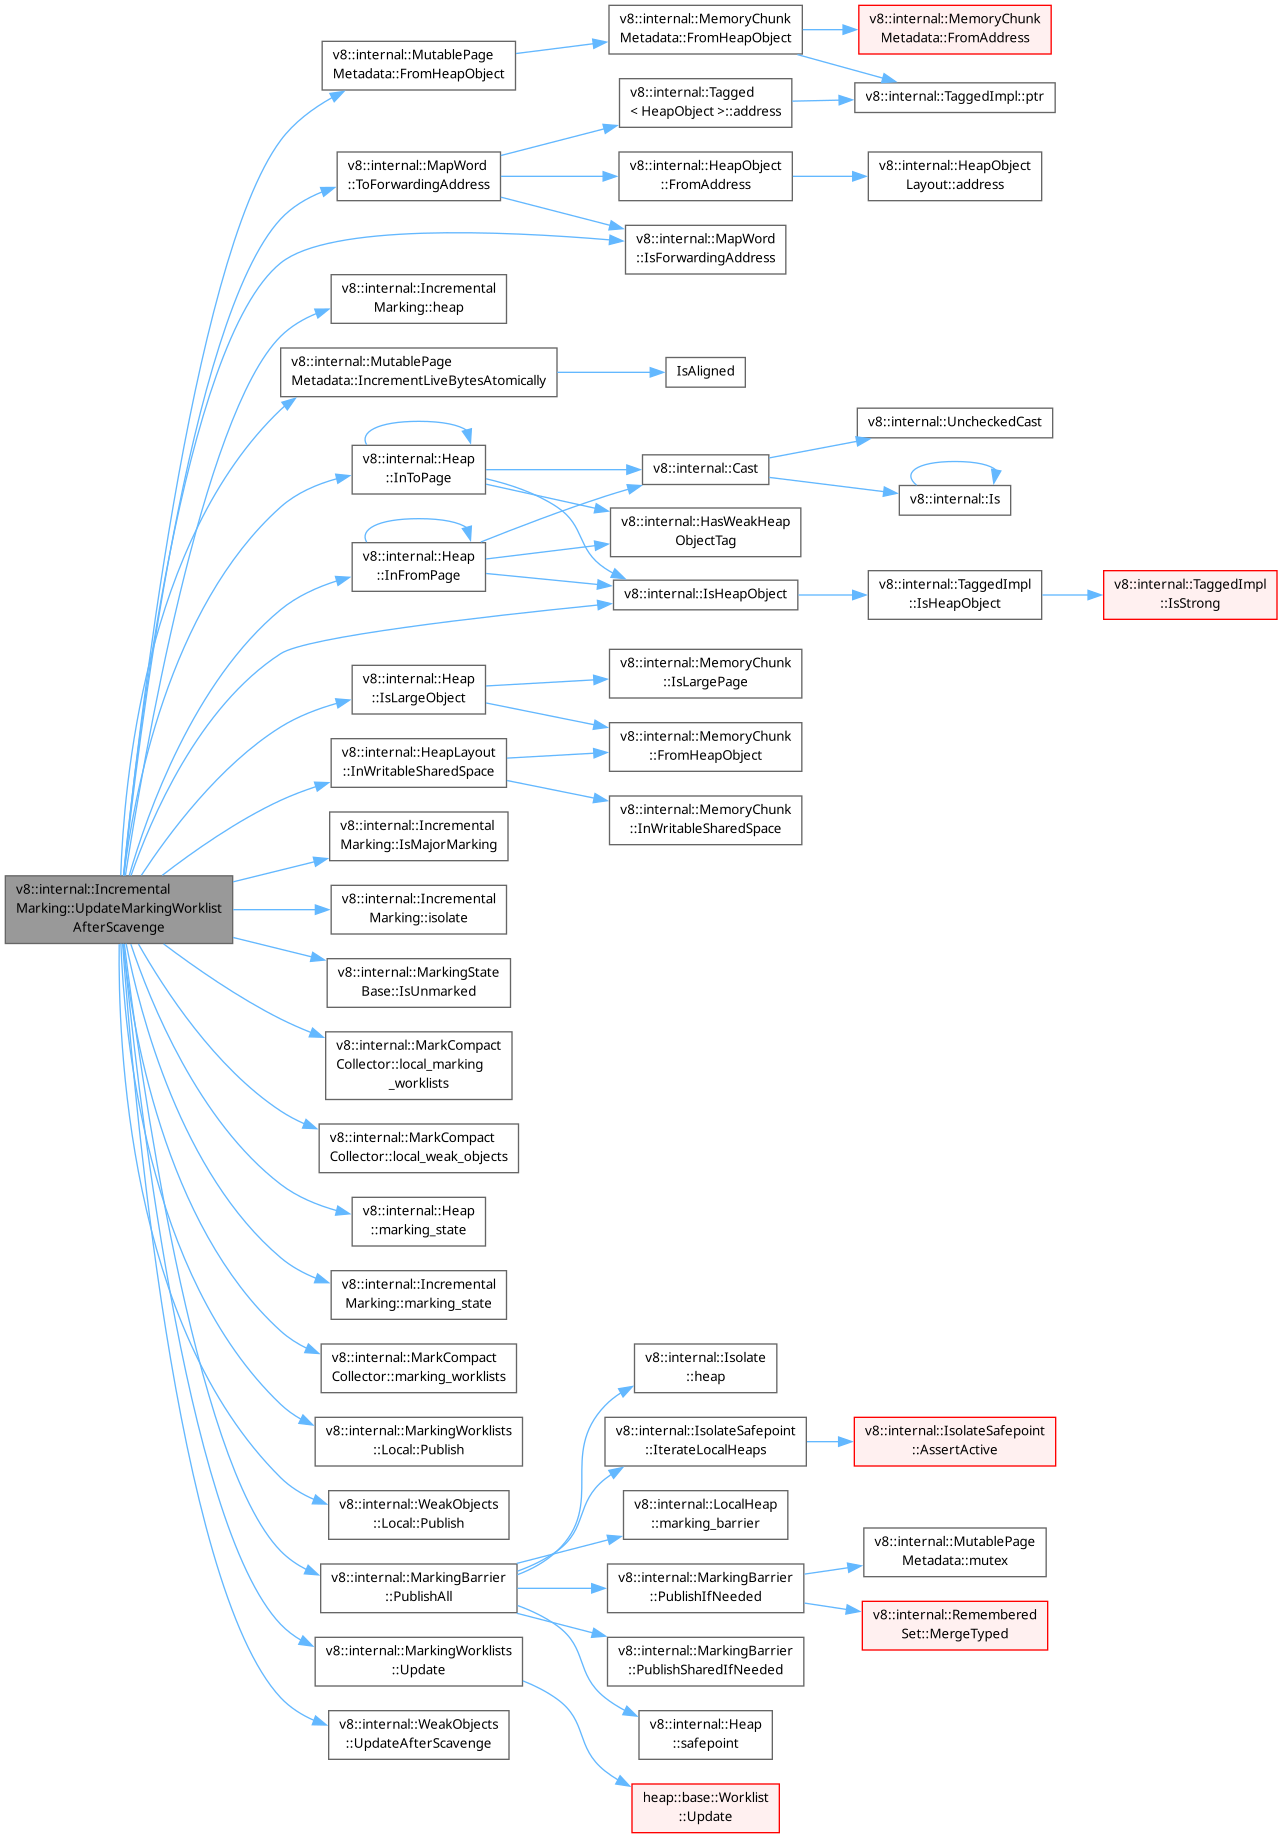 v8::internal::MemoryChunk
Metadata::FromHeapObject
v8::internal::MemoryChunk
Metadata::FromAddress
v8::internal::MutablePage
Metadata::FromHeapObject
v8::internal::Tagged
< HeapObject >::address
v8::internal::TaggedImpl::ptr
v8::internal::MapWord
::ToForwardingAddress
v8::internal::HeapObject
::FromAddress
v8::internal::HeapObject
Layout::address
v8::internal::MapWord
::IsForwardingAddress
v8::internal::Incremental
Marking::heap
v8::internal::MutablePage
Metadata::IncrementLiveBytesAtomically
IsAligned
v8::internal::UncheckedCast
v8::internal::Heap
::InToPage
v8::internal::Cast
v8::internal::Is
v8::internal::HasWeakHeap
ObjectTag
v8::internal::Heap
::InFromPage
v8::internal::IsHeapObject
v8::internal::TaggedImpl
::IsHeapObject
v8::internal::TaggedImpl
::IsStrong
v8::internal::Heap
::IsLargeObject
v8::internal::MemoryChunk
::IsLargePage
v8::internal::MemoryChunk
::FromHeapObject
v8::internal::HeapLayout
::InWritableSharedSpace
v8::internal::MemoryChunk
::InWritableSharedSpace
v8::internal::Incremental
Marking::IsMajorMarking
v8::internal::Incremental
Marking::UpdateMarkingWorklist
AfterScavenge
v8::internal::Incremental
Marking::isolate
v8::internal::MarkingState
Base::IsUnmarked
v8::internal::MarkCompact
Collector::local_marking
_worklists
v8::internal::MarkCompact
Collector::local_weak_objects
v8::internal::Heap
::marking_state
v8::internal::Incremental
Marking::marking_state
v8::internal::MarkCompact
Collector::marking_worklists
v8::internal::Isolate
::heap
v8::internal::MarkingWorklists
::Local::Publish
v8::internal::IsolateSafepoint
::IterateLocalHeaps
v8::internal::IsolateSafepoint
::AssertActive
v8::internal::WeakObjects
::Local::Publish
v8::internal::LocalHeap
::marking_barrier
v8::internal::MarkingBarrier
::PublishAll
v8::internal::MarkingBarrier
::PublishIfNeeded
v8::internal::MutablePage
Metadata::mutex
v8::internal::Remembered
Set::MergeTyped
v8::internal::MarkingWorklists
::Update
v8::internal::MarkingBarrier
::PublishSharedIfNeeded
v8::internal::WeakObjects
::UpdateAfterScavenge
v8::internal::Heap
::safepoint
heap::base::Worklist
::Update